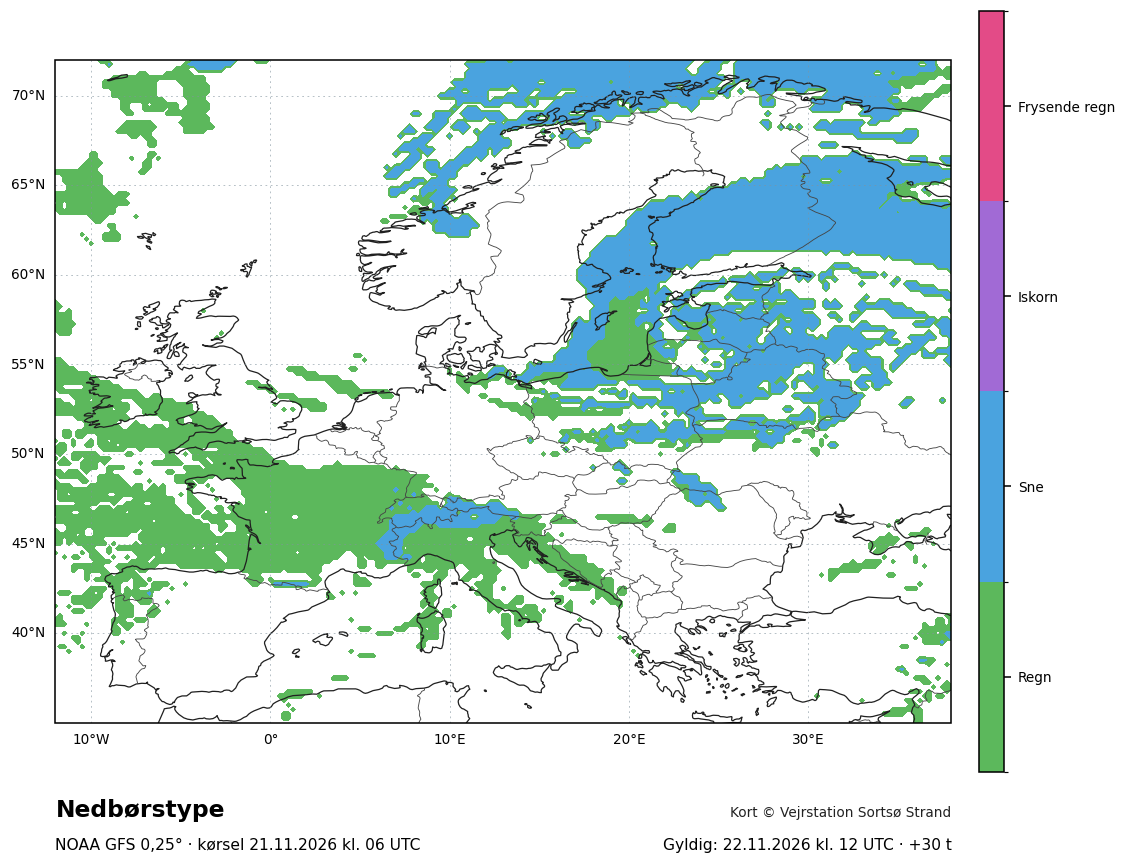 Frysende regn
Iskorn
Sne
Regn
70°N
65°N
60°N
55°N
50°N
45°N
40°N
10°W
0°
10°E
20°E
30°E
Nedbørstype
Kort © Vejrstation Sortsø Strand
NOAA GFS 0,25° · kørsel 21.11.2026 kl. 06 UTC
Gyldig: 22.11.2026 kl. 12 UTC · +30 t